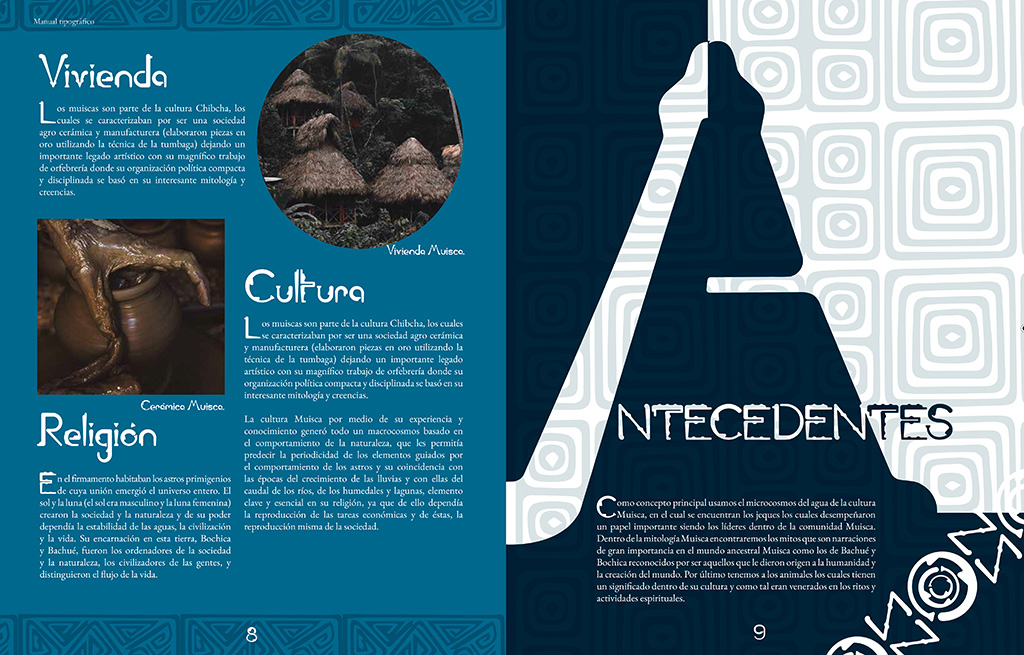 Manual tipográfico
Vivienda
Los muiscas son parte de la cultura Chibcha, los
cuales se caracterizaban por ser una sociedad
agro cerámica y manufacturera (elaboraron piezas en
oro utilizando la técnica de la tumbaga) dejando un
importante legado artístico con su magnífico trabajo
de orfebrería donde su organización política compacta
y disciplinada se basó en su interesante mitología y
creencias.
Vivienda Muisca.
Cerámica Muisca.
Religión
En el firmamento habitaban los astros primigenios
de cuya unión emergió el universo entero. El
sol y la luna (el sol era masculino y la luna femenina)
crearon la sociedad y la naturaleza y de su poder
dependía la estabilidad de las aguas, la civilización
y la vida. Su encarnación en esta tierra, Bochica
y Bachué, fueron los ordenadores de la sociedad
y la naturaleza, los civilizadores de las gentes, y
distinguieron el flujo de la vida.
Cultura
Los muiscas son parte de la cultura Chibcha, los cuales
se caracterizaban por ser una sociedad agro cerámica
y manufacturera (elaboraron piezas en oro utilizando la
técnica de la tumbaga) dejando un importante legado
artístico con su magnífico trabajo de orfebrería donde su
organización política compacta y disciplinada se basó en su
interesante mitología y creencias.
La cultura Muisca por medio de su experiencia y
conocimiento generó todo un macrocosmos basado en
el comportamiento de la naturaleza, que les permitía
predecir la periodicidad de los elementos guiados por
el comportamiento de los astros y su coincidencia con
las épocas del crecimiento de las lluvias y con ellas del
caudal de los ríos, de los humedales y lagunas, elemento
clave y esencial en su religión, ya que de ello dependía
la reproducción de las tareas económicas y de éstas, la
reproducción misma de la sociedad.
8
ANTECEDENTES
Como concepto principal usamos el microcosmos del agua de la cultura
Muisca, en el cual se encuentran los jeques los cuales desempeñaron
un papel importante siendo los líderes dentro de la comunidad Muisca.
Dentro de la mitología Muisca encontraremos los mitos que son narraciones
de gran importancia en el mundo ancestral Muisca como los de Bachué y
Bochica reconocidos por ser aquellos que le dieron origen a la humanidad y
la creación del mundo. Por último tenemos a los animales los cuales tienen
un significado dentro de su cultura y como tal eran venerados en los ritos y
actividades espirituales.
9